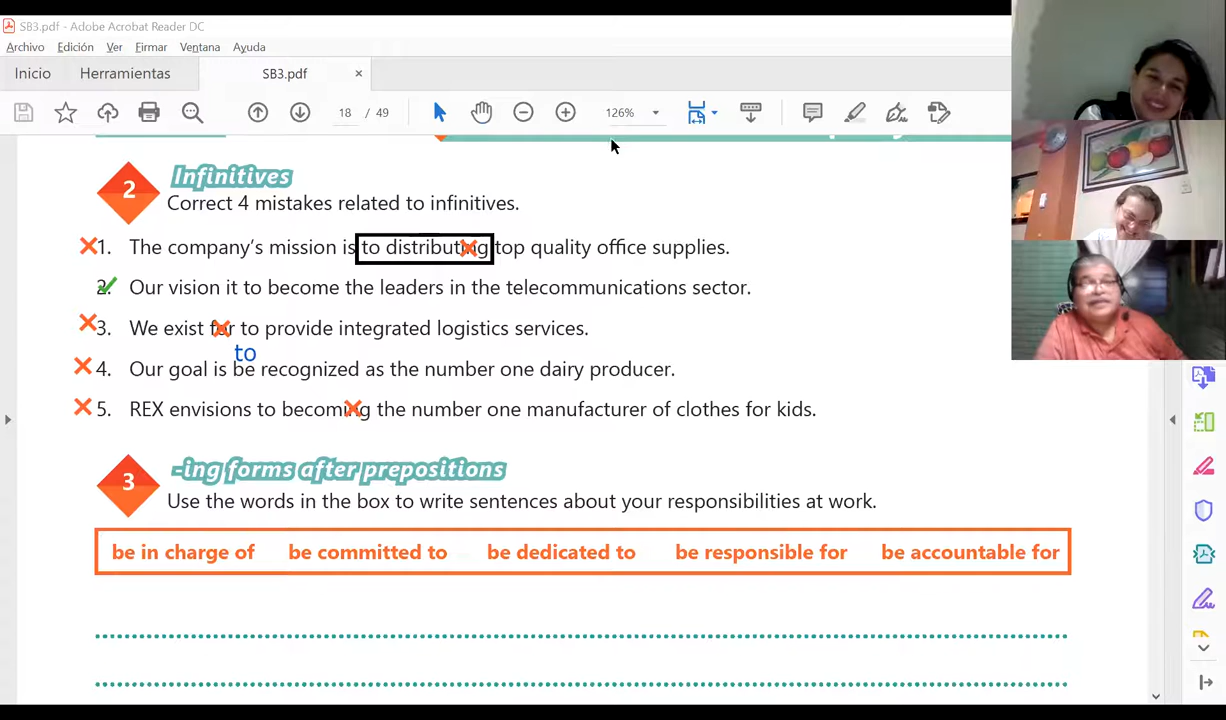 SB3.pdf - Adobe Acrobat Reader DC
Archivo Edición Ver Firmar Ventana Ayuda
Inicio Herramientas SB3.pdf ×
18 / 49 126%
2 Infinitives
Correct 4 mistakes related to infinitives.
1. The company's mission is to distributing top quality office supplies.
2. Our vision it to become the leaders in the telecommunications sector.
3. We exist for to provide integrated logistics services.
to
4. Our goal is be recognized as the number one dairy producer.
5. REX envisions to becoming the number one manufacturer of clothes for kids.
3 -ing forms after prepositions
Use the words in the box to write sentences about your responsibilities at work.
be in charge of be committed to be dedicated to be responsible for be accountable for